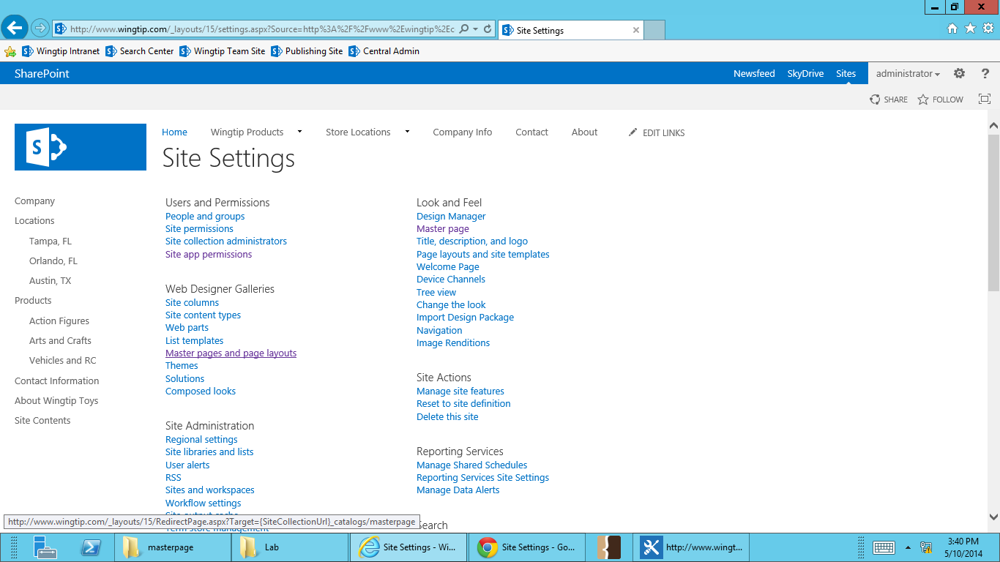 http://www.wingtip.com/_layouts/15/settings.aspx?Source=http%3A%2F%2Fwww%2Ewingtip%2Ec
Site Settings
Wingtip Intranet Search Center Wingtip Team Site Publishing Site Central Admin
SharePoint Newsfeed SkyDrive Sites administrator ?
SHARE FOLLOW
S
Home Wingtip Products Store Locations Company Info Contact About EDIT LINKS
Site Settings
Company
Locations
Tampa, FL
Orlando, FL
Austin, TX
Products
Action Figures
Arts and Crafts
Vehicles and RC
Contact Information
About Wingtip Toys
Site Contents
Users and Permissions
People and groups
Site permissions
Site collection administrators
Site app permissions
Web Designer Galleries
Site columns
Site content types
Web parts
List templates
Master pages and page layouts
Themes
Solutions
Composed looks
Site Administration
Regional settings
Site libraries and lists
User alerts
RSS
Sites and workspaces
Workflow settings
Look and Feel
Design Manager
Master page
Title, description, and logo
Page layouts and site templates
Welcome Page
Device Channels
Tree view
Change the look
Import Design Package
Navigation
Image Renditions
Site Actions
Manage site features
Reset to site definition
Delete this site
Reporting Services
Manage Shared Schedules
Reporting Services Site Settings
Manage Data Alerts
Search
http://www.wingtip.com/_layouts/15/RedirectPage.aspx?Target={SiteCollectionUrl}_catalogs/masterpage
masterpage Lab Site Settings - Wi... Site Settings - Go... http://www.wingt...
3:40 PM
5/10/2014